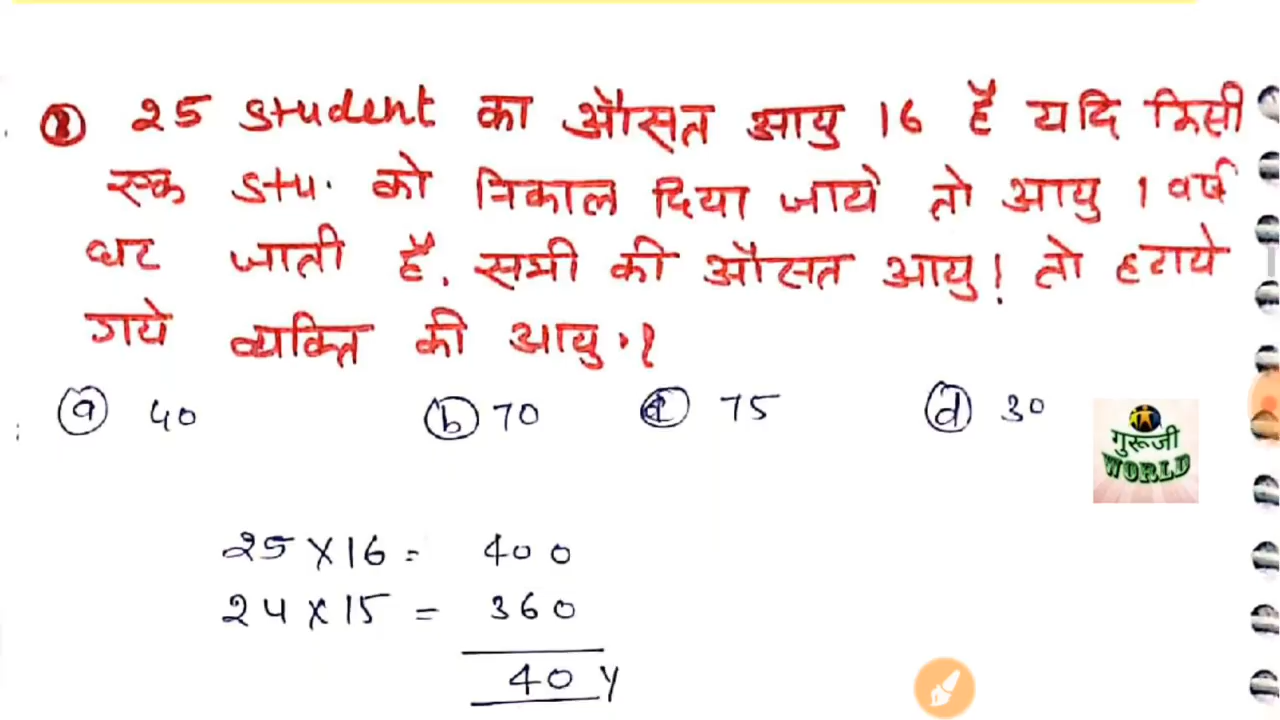 25 student का औसत आयु 16 है यदि किसी
एक stu. को निकाल दिया जाये तो आयु 1 वर्ष
घट जाती है. सभी की औसत आयु! तो हटाये
गये व्यक्ति की आयु.?
(a) 40 (b) 70 (c) 75 (d) 30
गुरूजी
WORLD
25 × 16 = 400
24 × 15 = 360
40 y